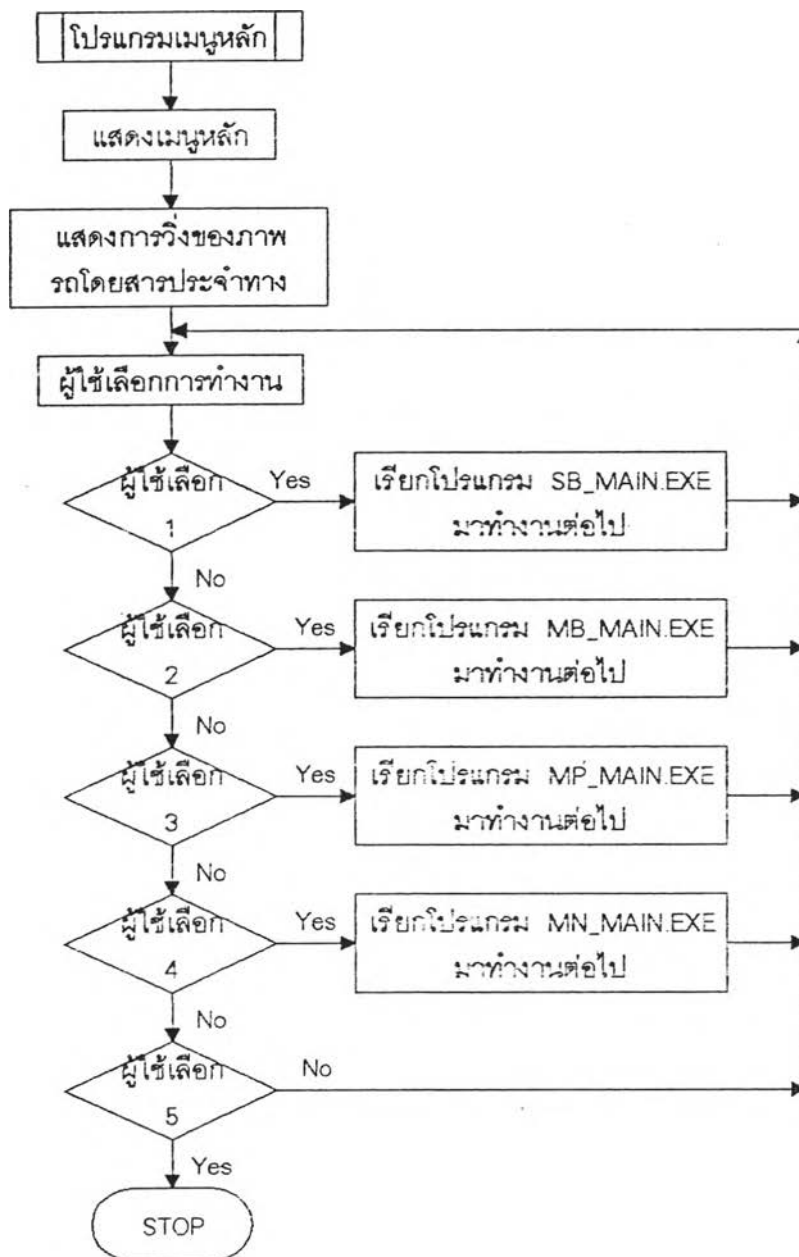 โปรแกรมเมนูหลัก
แสดงเมนูหลัก
แสดงการวิ่งของภาพ
รถโดยสารประจำทาง
ผู้ใช้เลือกการทำงาน
ผู้ใช้เลือก
1
Yes
เรียกโปรแกรม SB_MAIN.EXE
มาทำงานต่อไป
No
ผู้ใช้เลือก
2
Yes
เรียกโปรแกรม MB_MAIN.EXE
มาทำงานต่อไป
No
ผู้ใช้เลือก
3
Yes
เรียกโปรแกรม MP_MAIN.EXE
มาทำงานต่อไป
No
ผู้ใช้เลือก
4
Yes
เรียกโปรแกรม MN_MAIN.EXE
มาทำงานต่อไป
No
ผู้ใช้เลือก
5
No
Yes
STOP